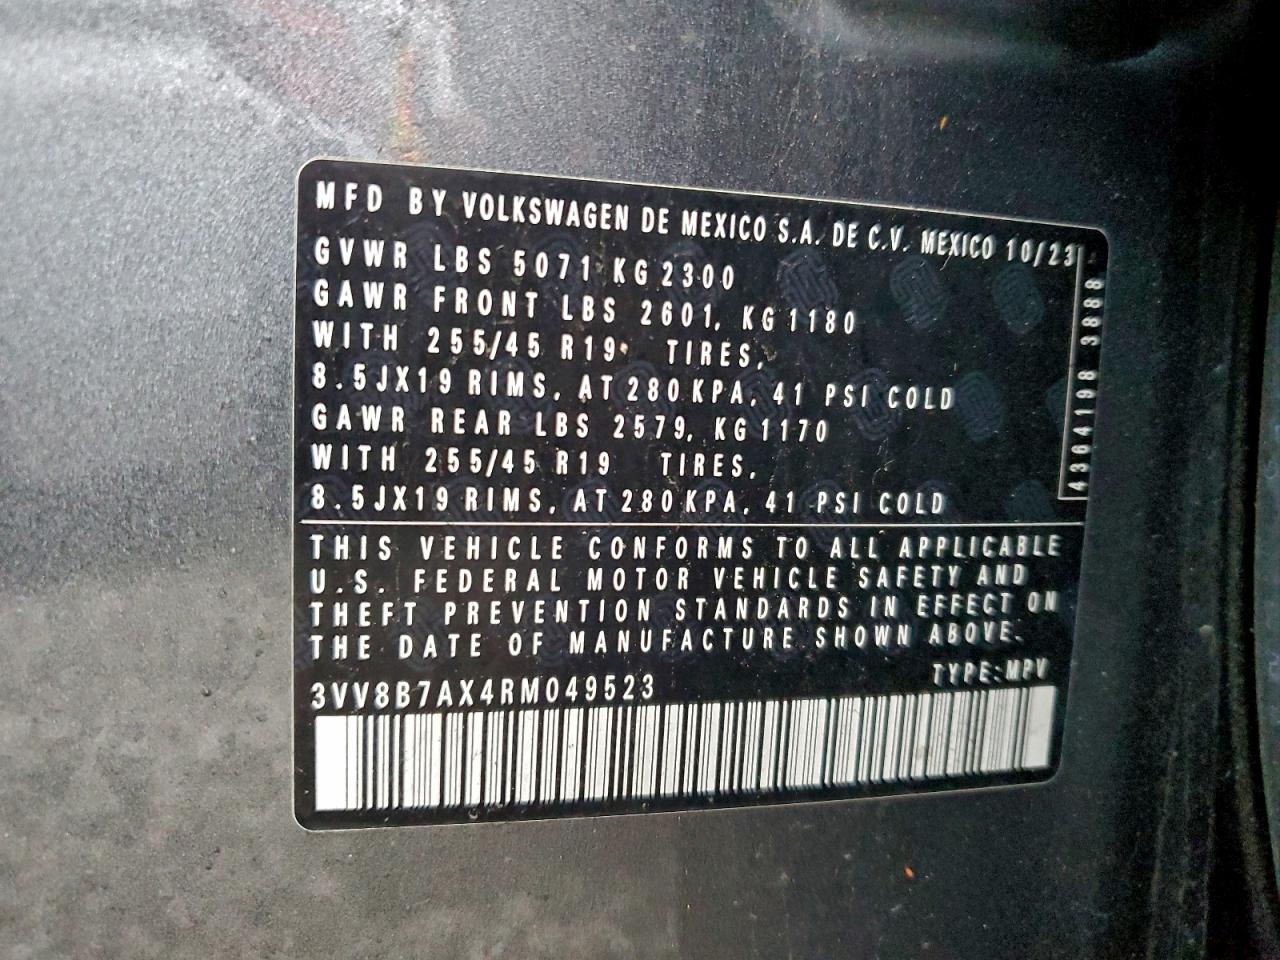 MFD BY VOLKSWAGEN DE MEXICO S.A. DE C.V. MEXICO 10/23
GVWR LBS 5071 KG 2300
GAWR FRONT LBS 2601, KG 1180
WITH 255/45 R19 TIRES,
8.5JX19 RIMS, AT 280 KPA, 41 PSI COLD
GAWR REAR LBS 2579, KG 1170
WITH 255/45 R19 TIRES,
8.5JX19 RIMS, AT 280 KPA, 41 PSI COLD
4304198 3888
THIS VEHICLE CONFORMS TO ALL APPLICABLE
U.S. FEDERAL MOTOR VEHICLE SAFETY AND
THEFT PREVENTION STANDARDS IN EFFECT ON
THE DATE OF MANUFACTURE SHOWN ABOVE.
TYPE:MPV
3VV8B7AX4RM049523